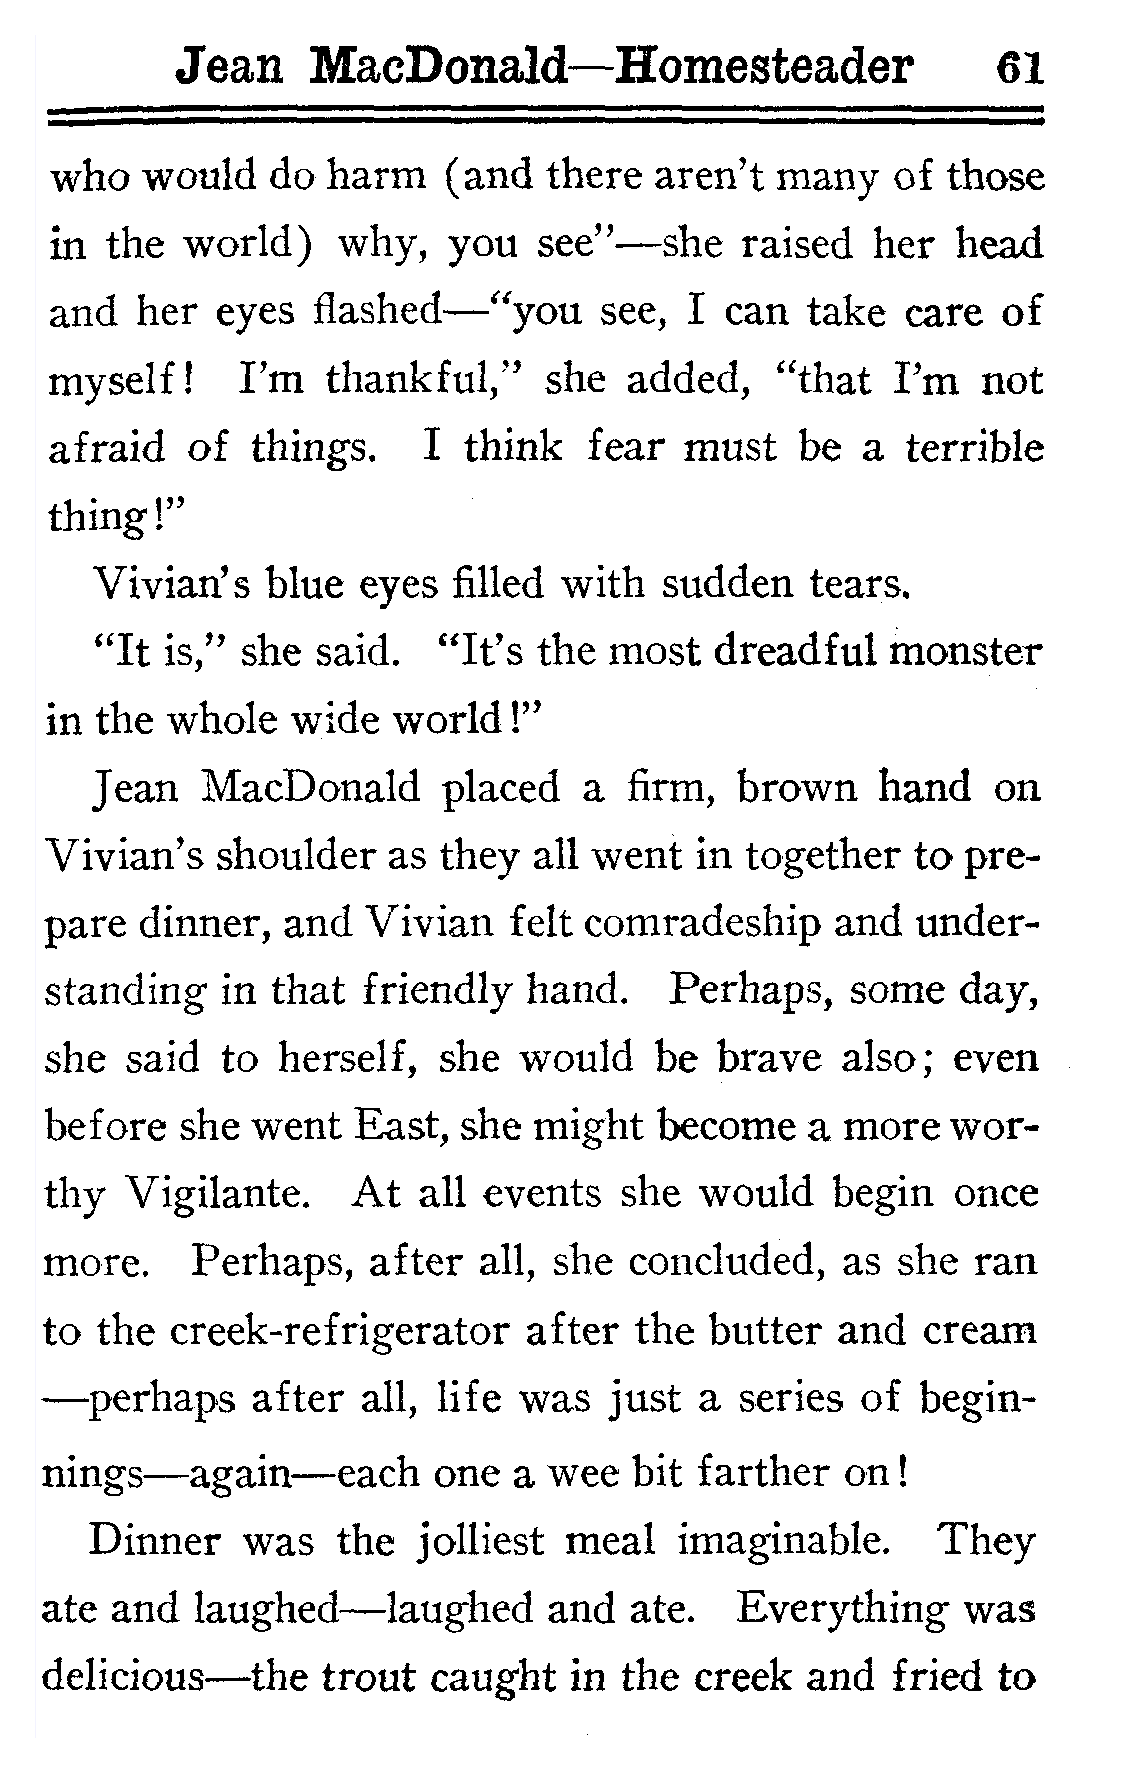 Jean MacDonald—Homesteader 61
who would do harm (and there aren't many of those
in the world) why, you see"—she raised her head
and her eyes flashed—"you see, I can take care of
myself! I'm thankful," she added, "that I'm not
afraid of things. I think fear must be a terrible
thing!"
Vivian's blue eyes filled with sudden tears.
"It is," she said. "It's the most dreadful monster
in the whole wide world!"
Jean MacDonald placed a firm, brown hand on
Vivian's shoulder as they all went in together to pre-
pare dinner, and Vivian felt comradeship and under-
standing in that friendly hand. Perhaps, some day,
she said to herself, she would be brave also; even
before she went East, she might become a more wor-
thy Vigilante. At all events she would begin once
more. Perhaps, after all, she concluded, as she ran
to the creek-refrigerator after the butter and cream
—perhaps after all, life was just a series of begin-
nings—again—each one a wee bit farther on!
Dinner was the jolliest meal imaginable. They
ate and laughed—laughed and ate. Everything was
delicious—the trout caught in the creek and fried to